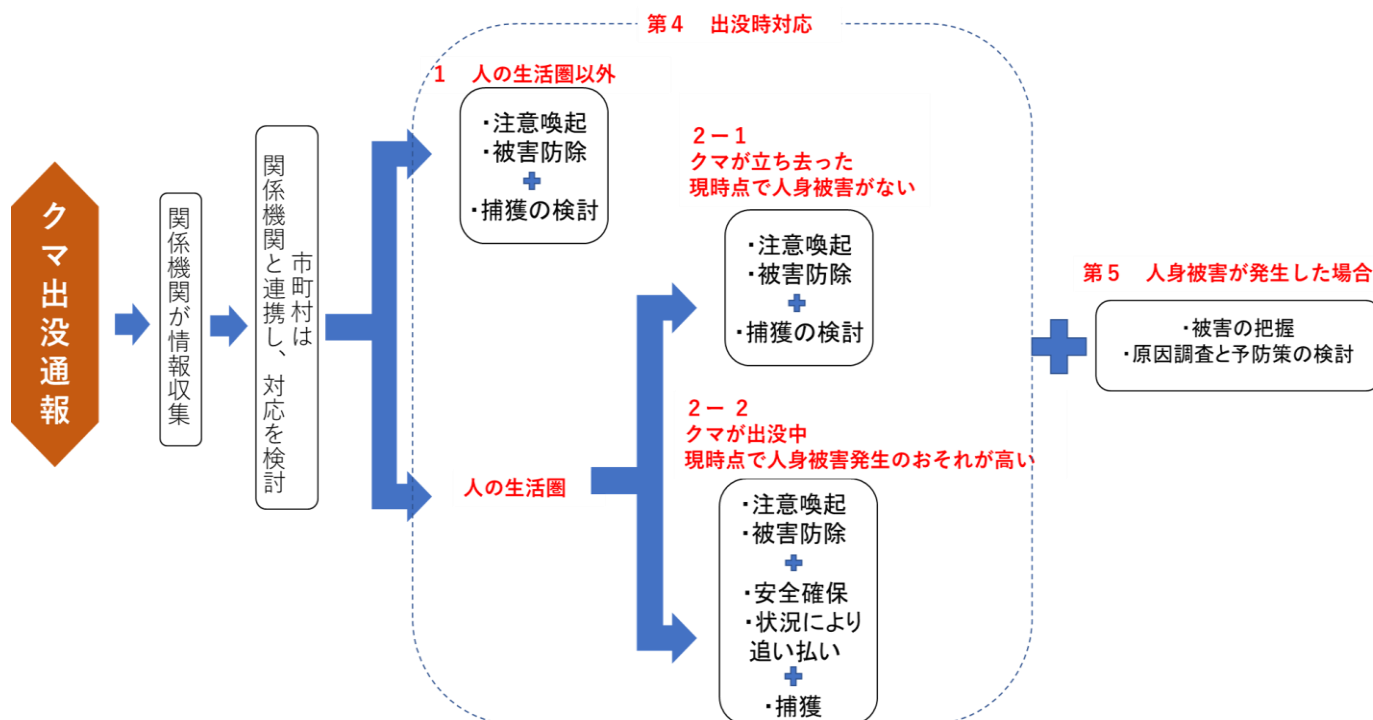 第４　出没時対応
クマ出没通報
関係機関が情報収集
市町村は
関係機関と連携し、対応を検討
１　人の生活圏以外
・注意喚起
・被害防除
・捕獲の検討
人の生活圏
２－１
クマが立ち去った
現時点で人身被害がない
・注意喚起
・被害防除
・捕獲の検討
２－２
クマが出没中
現時点で人身被害発生のおそれが高い
・注意喚起
・被害防除
・安全確保
・状況により
追い払い
・捕獲
第５　人身被害が発生した場合
・被害の把握
・原因調査と予防策の検討